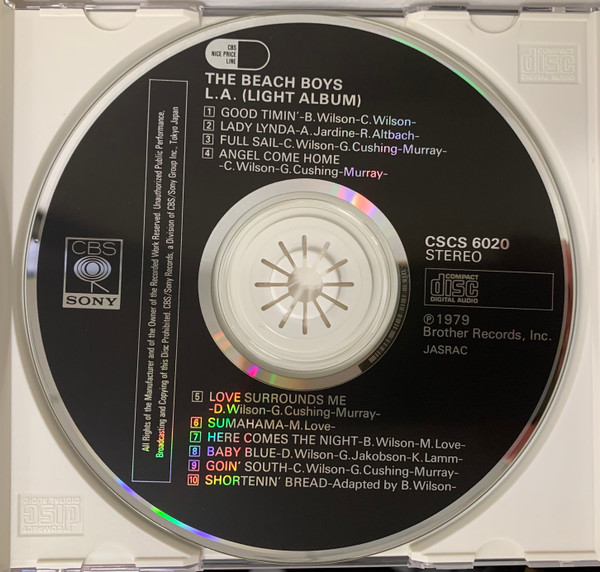 CBS
NICE PRICE
LINE
THE BEACH BOYS
L.A. (LIGHT ALBUM)
1 GOOD TIMIN'-B.Wilson-C.Wilson-
2 LADY LYNDA-A.Jardine-R.Altbach-
3 FULL SAIL-C.Wilson-G.Cushing-Murray-
4 ANGEL COME HOME
-C.Wilson-G.Cushing-Murray-
All Rights of the Manufacturer and of the Owner of the Recorded Work Reserved. Unauthorized Public Performance,
Broadcasting and Copying of this Disc Prohibited. CBS/Sony Records, a Division of CBS/Sony Group Inc., Tokyo Japan
CBS
SONY
CSCS 6020
STEREO
COMPACT
disc
DIGITAL AUDIO
℗1979
Brother Records, Inc.
JASRAC
5 LOVE SURROUNDS ME
-D.Wilson-G.Cushing-Murray-
6 SUMAHAMA-M.Love-
7 HERE COMES THE NIGHT-B.Wilson-M.Love-
8 BABY BLUE-D.Wilson-G.Jakobson-K.Lamm-
9 GOIN' SOUTH-C.Wilson-G.Cushing-Murray-
10 SHORTENIN' BREAD-Adapted by B.Wilson-
COMPACT
disc
DIGITAL AUDIO
COMPACT
disc
DIGITAL AUDIO